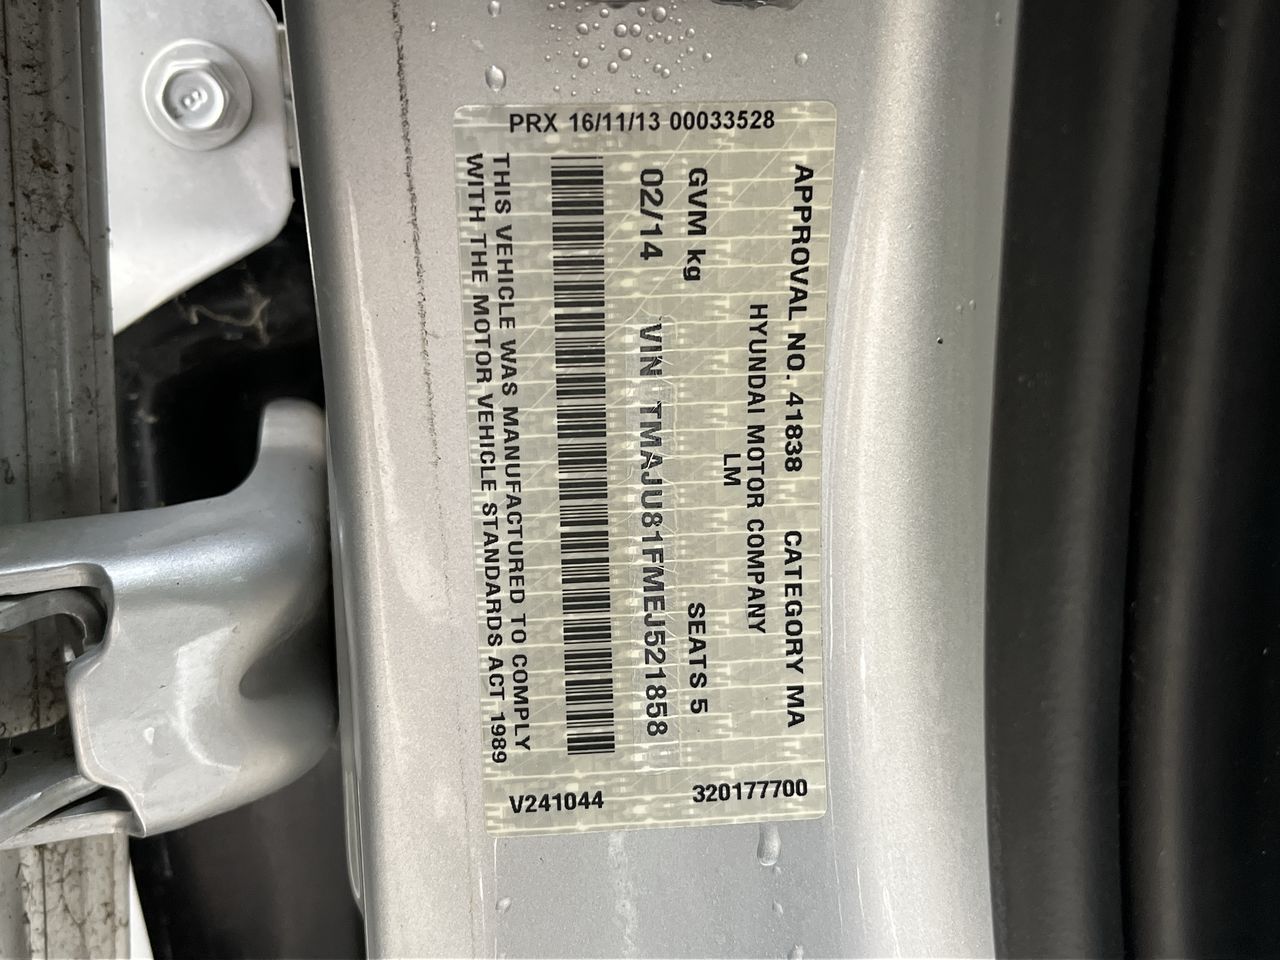 PRX 16/11/13 00033528
APPROVAL NO. 41838 CATEGORY MA
HYUNDAI MOTOR COMPANY
LM
GVM kg SEATS 5
02/14 VIN TMAJU81FMEJ521858
THIS VEHICLE WAS MANUFACTURED TO COMPLY
WITH THE MOTOR VEHICLE STANDARDS ACT 1989
320177700
V241044
8